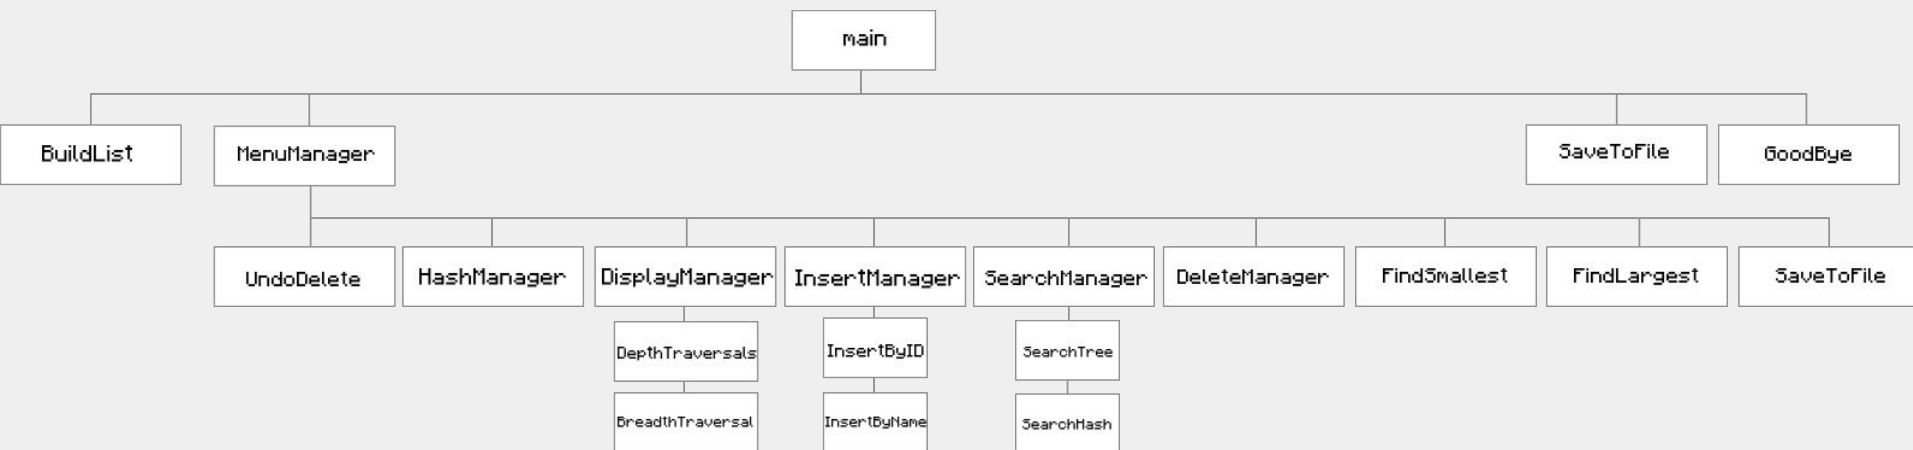 main
BuildList
MenuManager
SaveToFile
GoodBye
UndoDelete
HashManager
DisplayManager
InsertManager
SearchManager
DeleteManager
FindSmallest
FindLargest
SaveToFile
DepthTraversals
InsertByID
SearchTree
BreadthTraversal
InsertByName
SearchHash